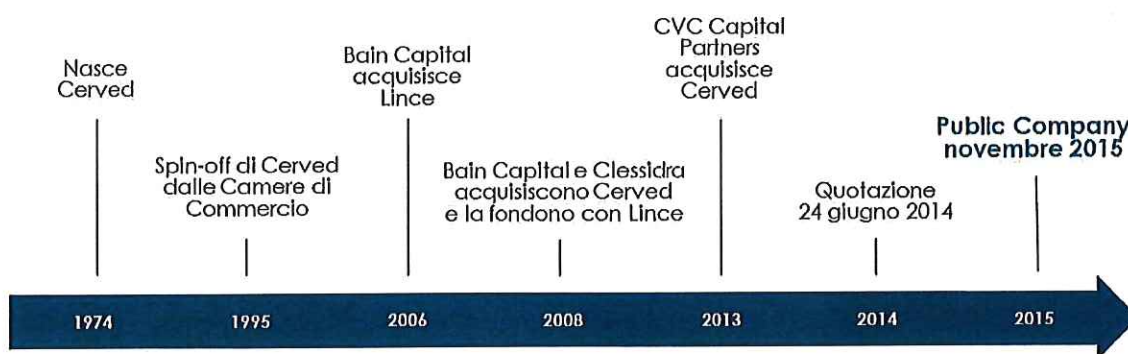 Nasce
Cerved
Spin-off di Cerved
dalle Camere di
Commercio
Bain Capital
acquisisce
Lince
Bain Capital e Clessidra
acquisiscono Cerved
e la fondono con Lince
CVC Capital
Partners
acquisisce
Cerved
Quotazione
24 giugno 2014
Public Company
novembre 2015
1974
1995
2006
2008
2013
2014
2015